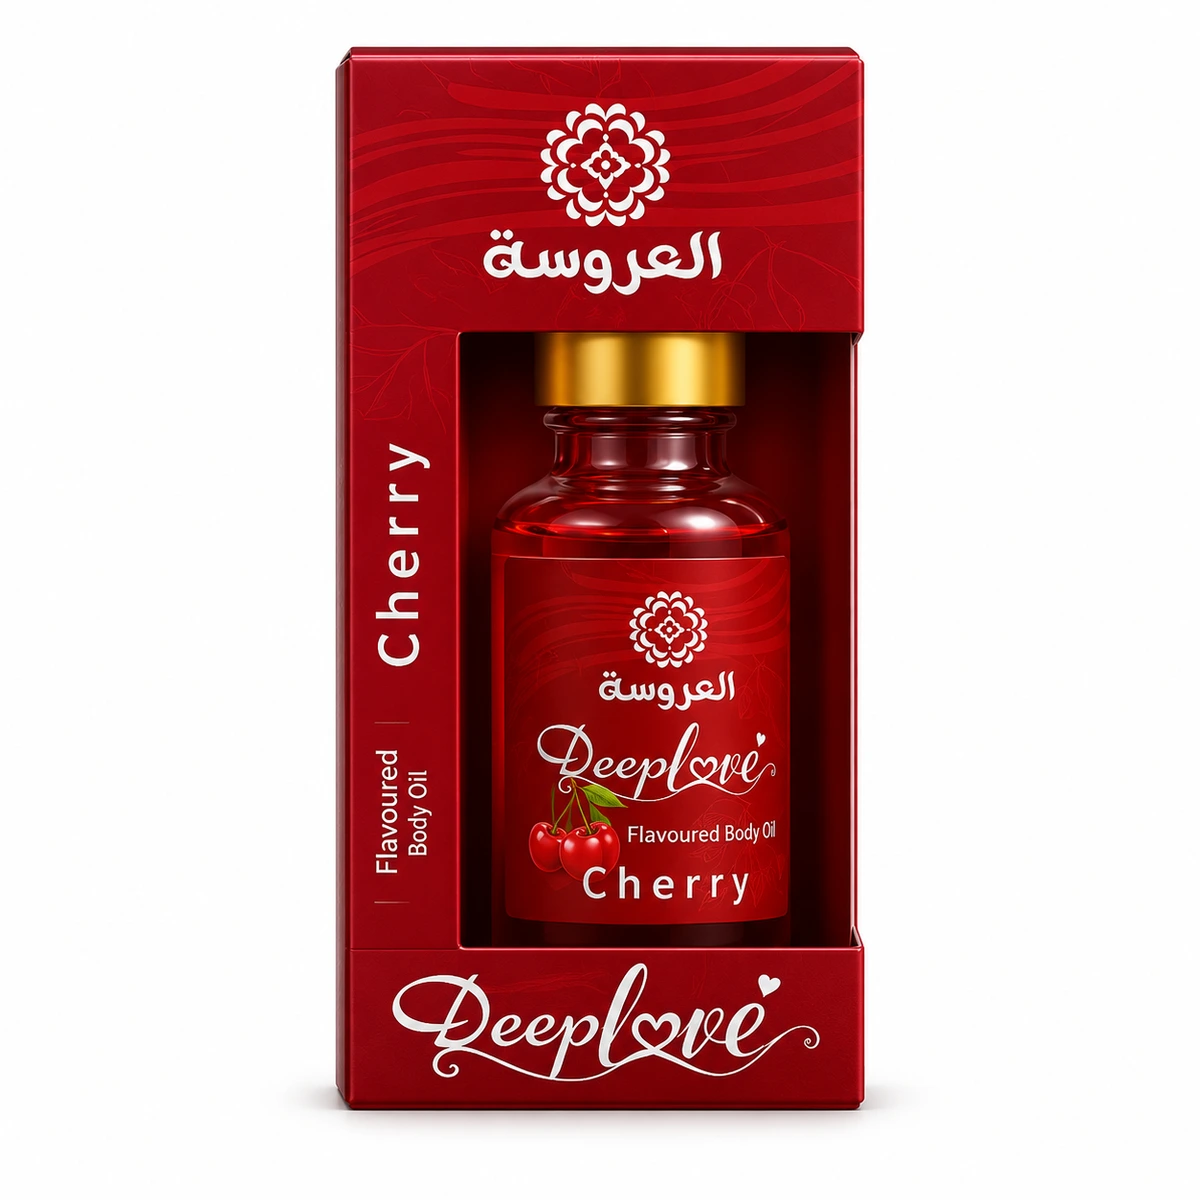 العروسة
Cherry
Flavoured
Body Oil
العروسة
Deeplove
Flavoured Body Oil
Cherry
Deeplove